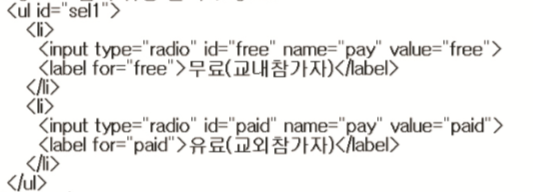 <ul id="sel1">
<li>
<input type="radio" id="free" name="pay" value="free">
<label for="free">무료(교내참가자)</label>
</li>
<li>
<input type="radio" id="paid" name="pay" value="paid">
<label for="paid">유료(교외참가자)</label>
</li>
</ul>